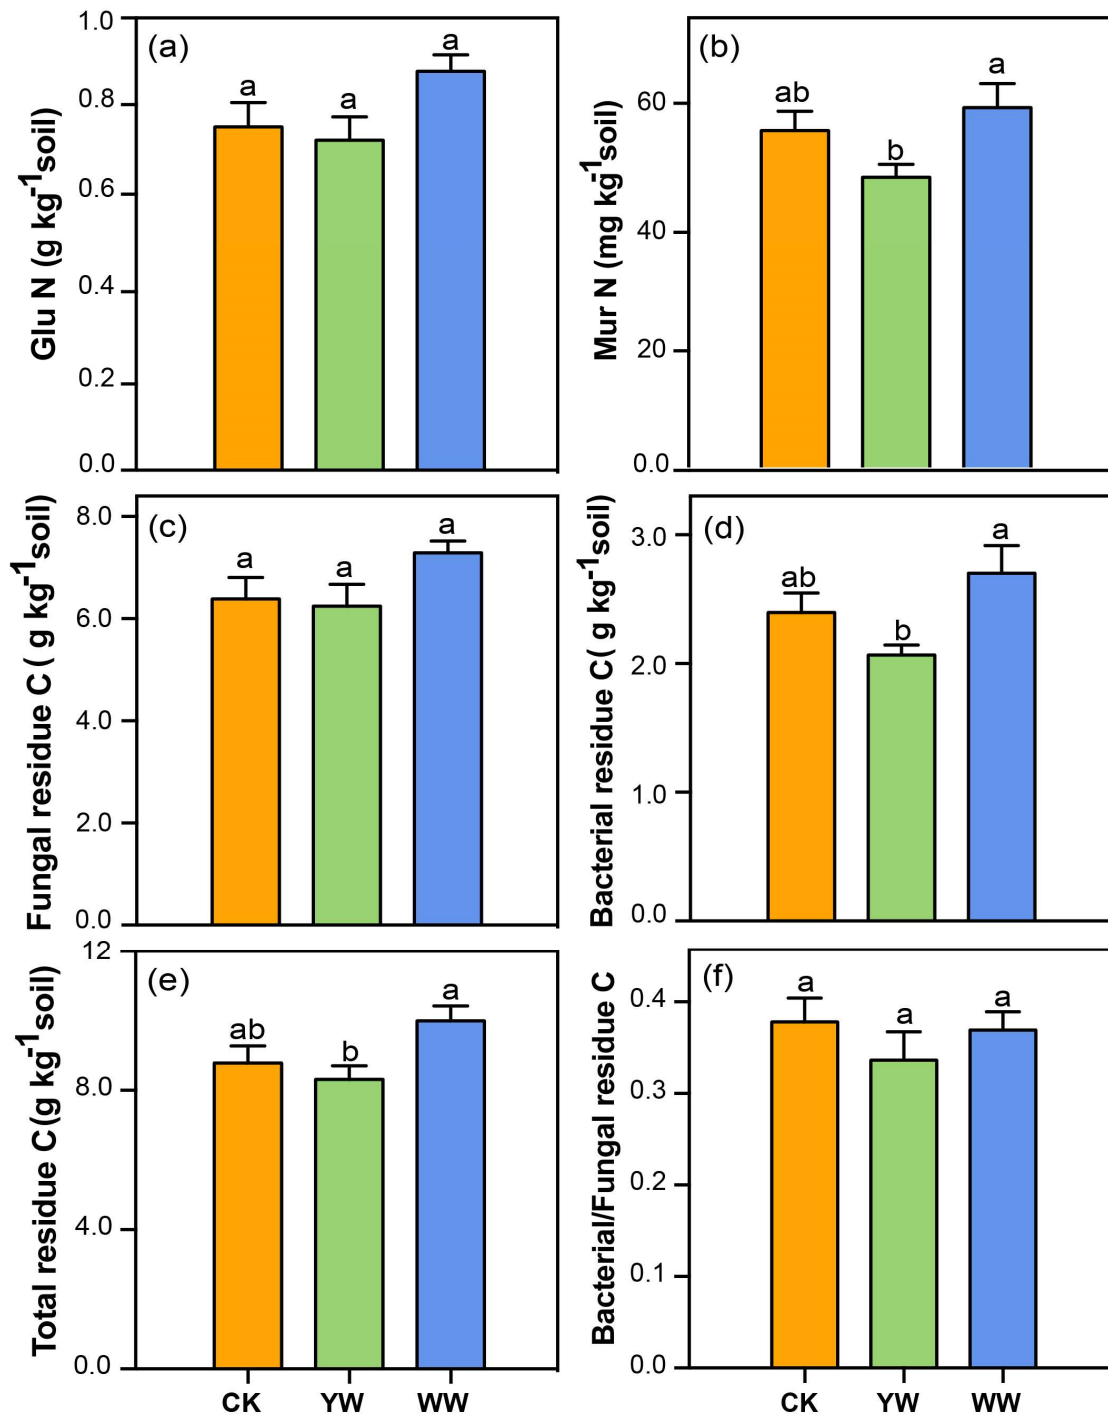 (a)
Glu N (g kg-1soil)
1.0
0.8
0.6
0.4
0.2
0.0
a
a
a
(b)
Mur N (mg kg-1soil)
60
40
20
0.0
ab
b
a
(c)
Fungal residue C( g kg-1soil)
8.0
6.0
4.0
2.0
0.0
a
a
a
(d)
Bacterial residue C( g kg-1soil)
3.0
2.0
1.0
0.0
ab
b
a
(e)
Total residue C(g kg-1soil)
12
8.0
4.0
0.0
ab
b
a
CK YW WW
(f)
Bacterial/Fungal residue C
0.4
0.3
0.2
0.1
0.0
a
a
a
CK YW WW